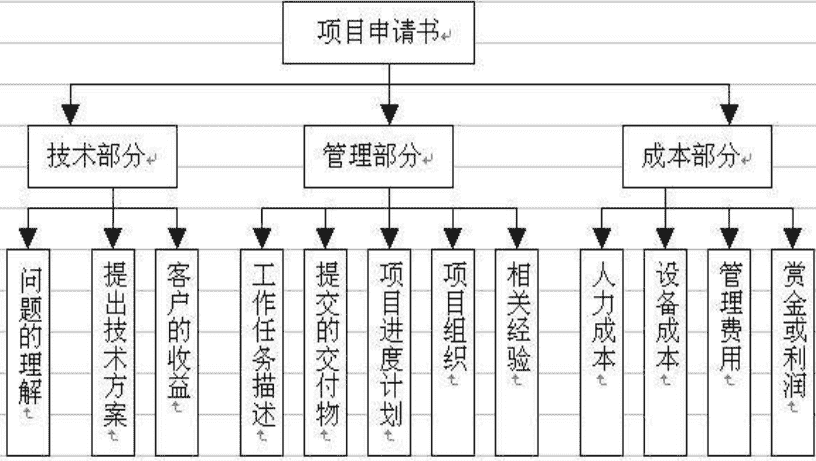 项目申请书
技术部分
管理部分
成本部分
问题的理解
提出技术方案
客户的收益
工作任务描述
提交的交付物
项目进度计划
项目组织
相关经验
人力成本
设备成本
管理费用
赏金或利润